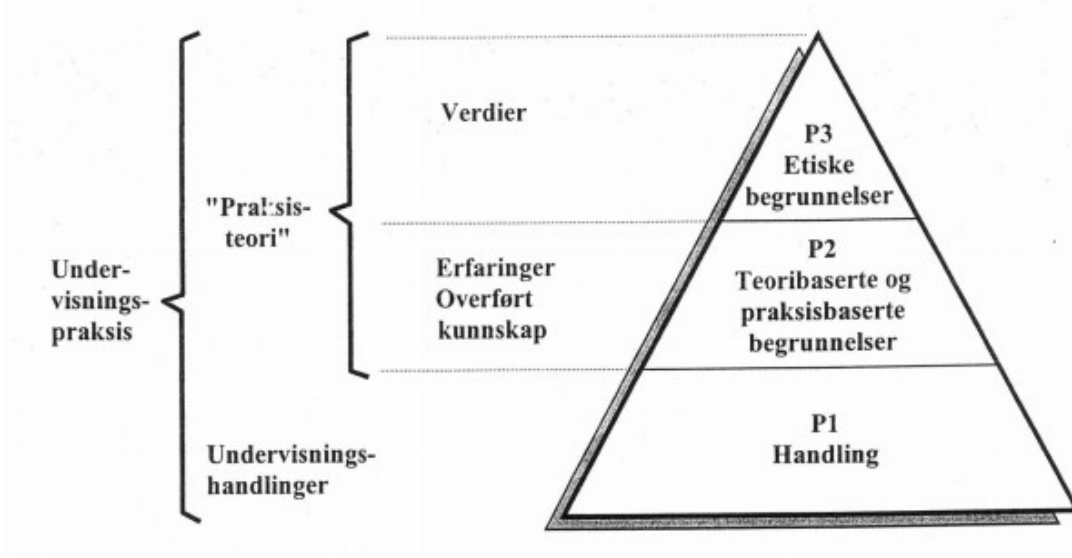 Under-
visnings-
praksis
"Praksis-
teori"
Undervisnings-
handlinger
Verdier
Erfaringer
Overført
kunnskap
P3
Etiske
begrunnelser
P2
Teoribaserte og
praksisbaserte
begrunnelser
P1
Handling